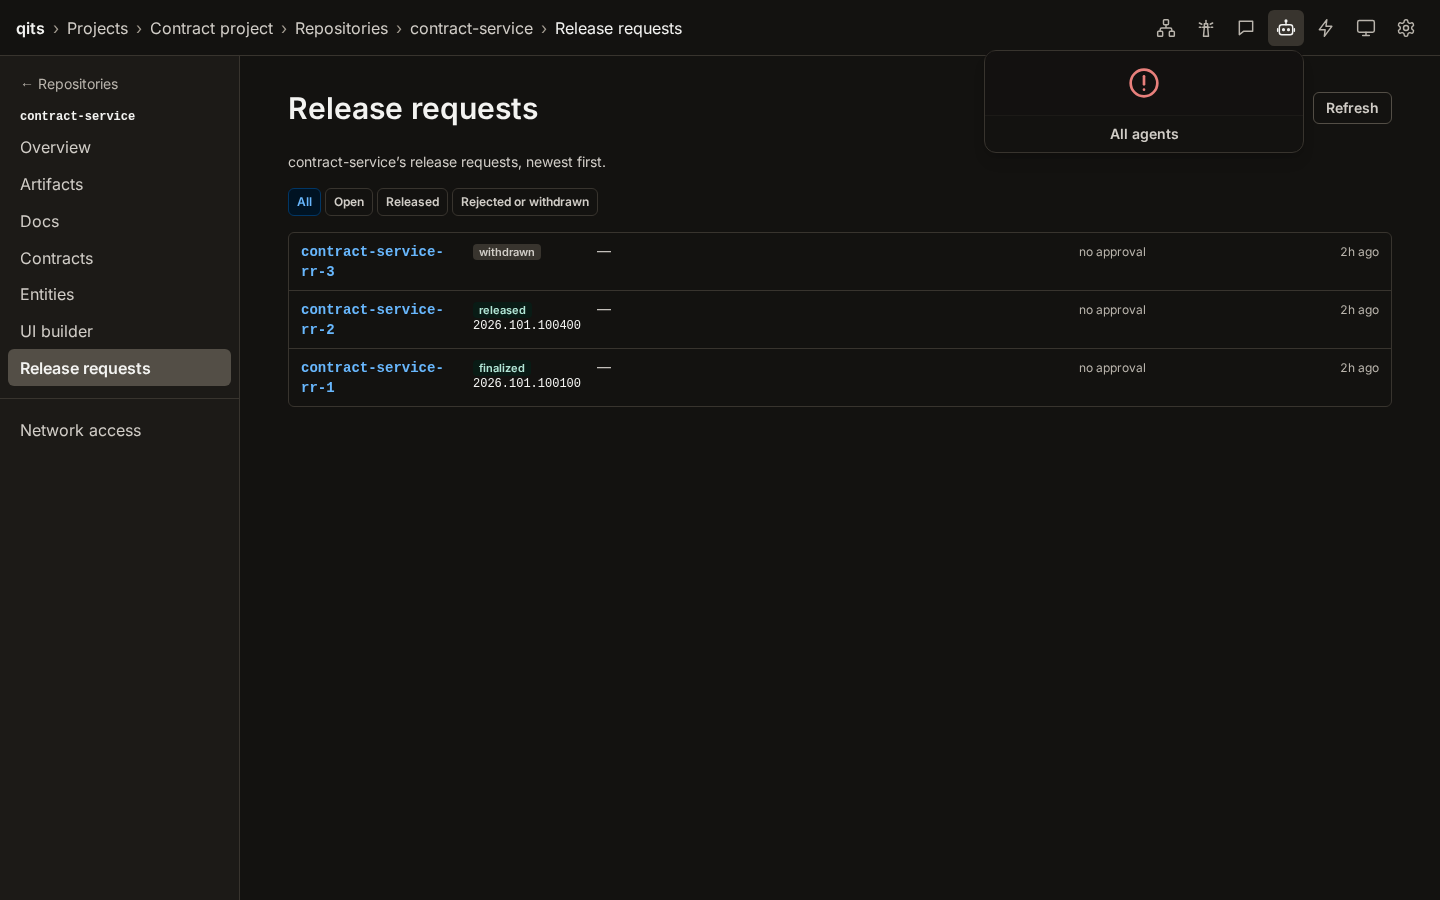 qits › Projects › Contract project › Repositories › contract-service › Release requests
← Repositories
contract-service
Overview
Artifacts
Docs
Contracts
Entities
UI builder
Release requests
Network access
All agents
Release requests
Refresh
contract-service’s release requests, newest first.
All Open Released Rejected or withdrawn
contract-service-
rr-3
withdrawn
—
no approval
2h ago
contract-service-
rr-2
released
2026.101.100400
—
no approval
2h ago
contract-service-
rr-1
finalized
2026.101.100100
—
no approval
2h ago